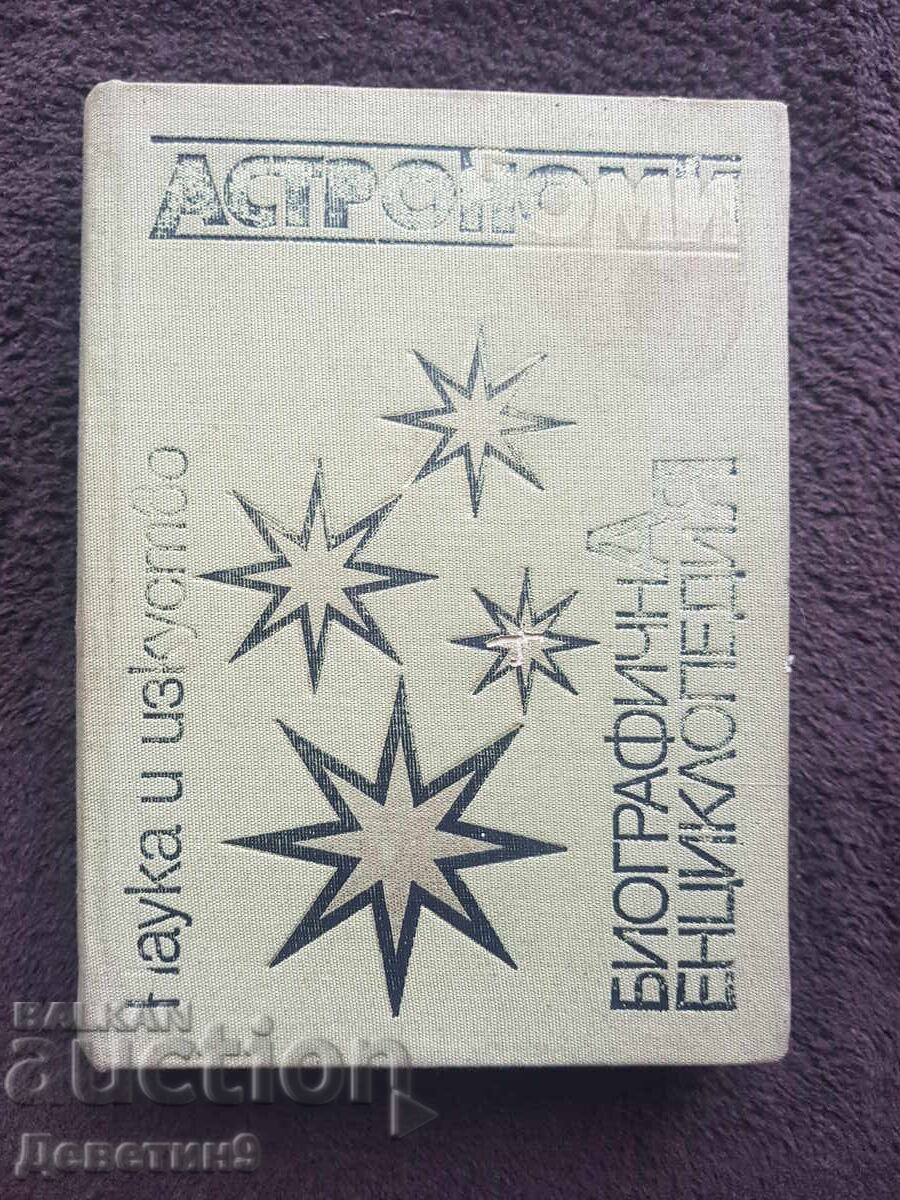 АСТРОНОМИ
БИОГРАФИЧНА
ЕНЦИКЛОПЕДИЯ
Наука и изкуство
BALKAN
auction
Деветин9